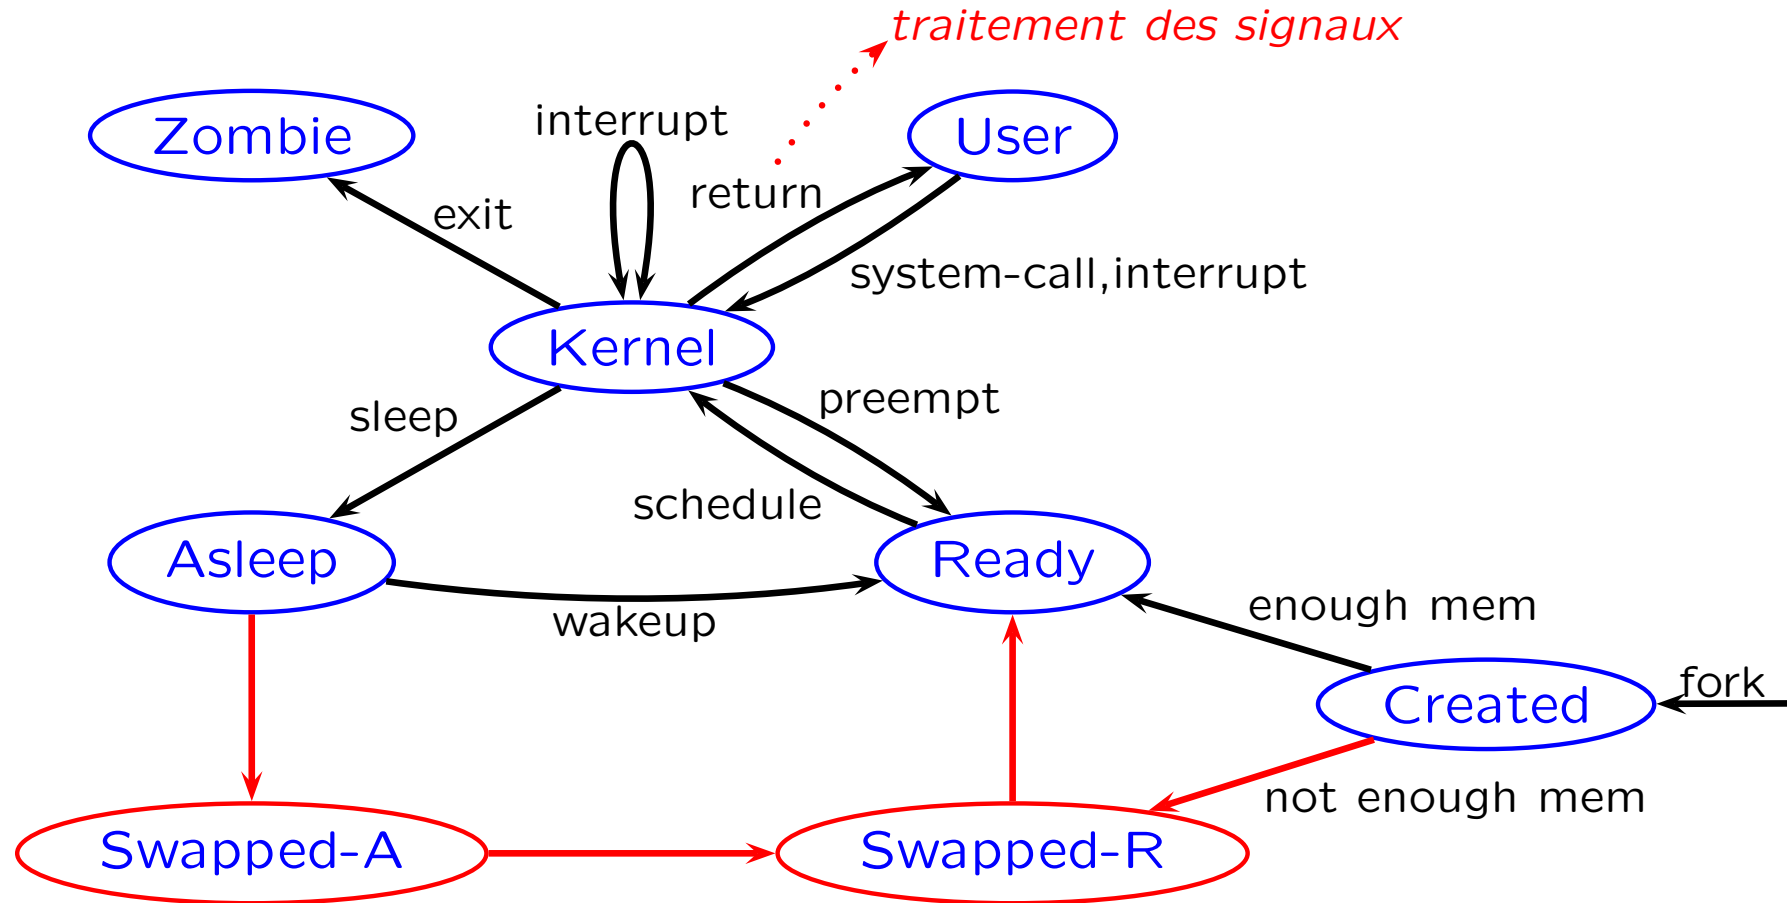 traitement des signaux
interrupt
Zombie
User
return
exit
system-call,interrupt
Kernel
preempt
sleep
schedule
Asleep
Ready
enough mem
wakeup
fork
Created
not enough mem
Swapped-A
Swapped-R